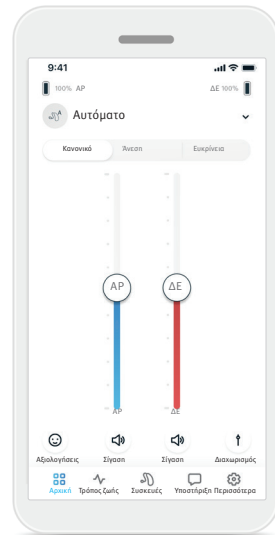 9:41
100% ΑΡ ΔΕ 100%
Αυτόματο
Κανονικό Άνεση Ευκρίνεια
ΑΡ ΔΕ
ΑΡ ΔΕ
Αξιολογήσεις Σίγαση Σίγαση Διαχωρισμός
Αρχικό Τρόπος ζωής Συσκευές Υποστήριξη Περισσότερα